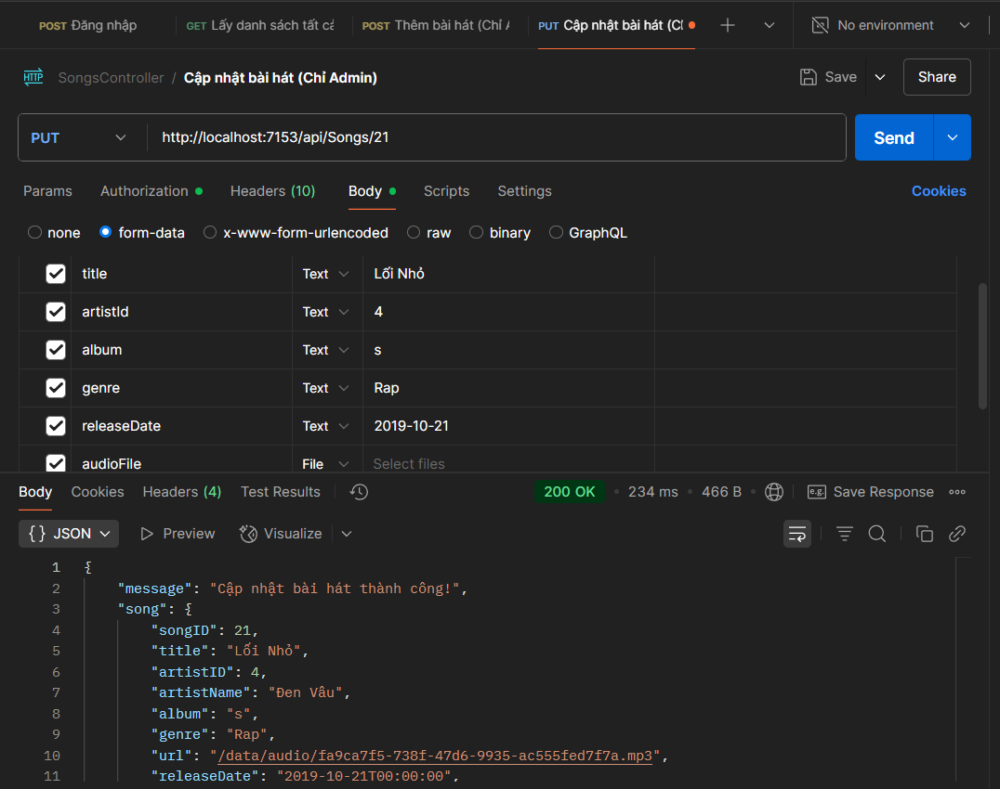 POST Đăng nhập GET Lấy danh sách tất cả POST Thêm bài hát (Chỉ A PUT Cập nhật bài hát (Cl No environment
HTTP SongsController / Cập nhật bài hát (Chỉ Admin) Save Share
PUT http://localhost:7153/api/Songs/21 Send
Params Authorization Headers (10) Body Scripts Settings Cookies
none form-data x-www-form-urlencoded raw binary GraphQL
title Text Lối Nhỏ
artistId Text 4
album Text s
genre Text Rap
releaseDate Text 2019-10-21
audioFile File Select files
Body Cookies Headers (4) Test Results 200 OK • 234 ms • 466 B • e.g. Save Response
{} JSON Preview Visualize
1 {
2 "message": "Cập nhật bài hát thành công!",
3 "song": {
4 "songID": 21,
5 "title": "Lối Nhỏ",
6 "artistID": 4,
7 "artistName": "Đen Vâu",
8 "album": "s",
9 "genre": "Rap",
10 "url": "/data/audio/fa9ca7f5-738f-47d6-9935-ac555fed7f7a.mp3",
11 "releaseDate": "2019-10-21T00:00:00",